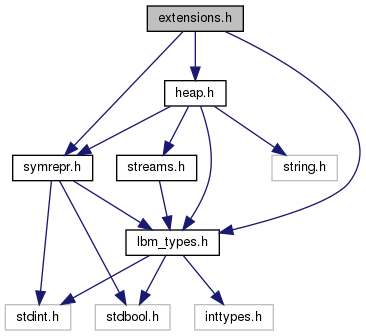 extensions.h
heap.h
symrepr.h
streams.h
string.h
lbm_types.h
stdint.h
stdbool.h
inttypes.h